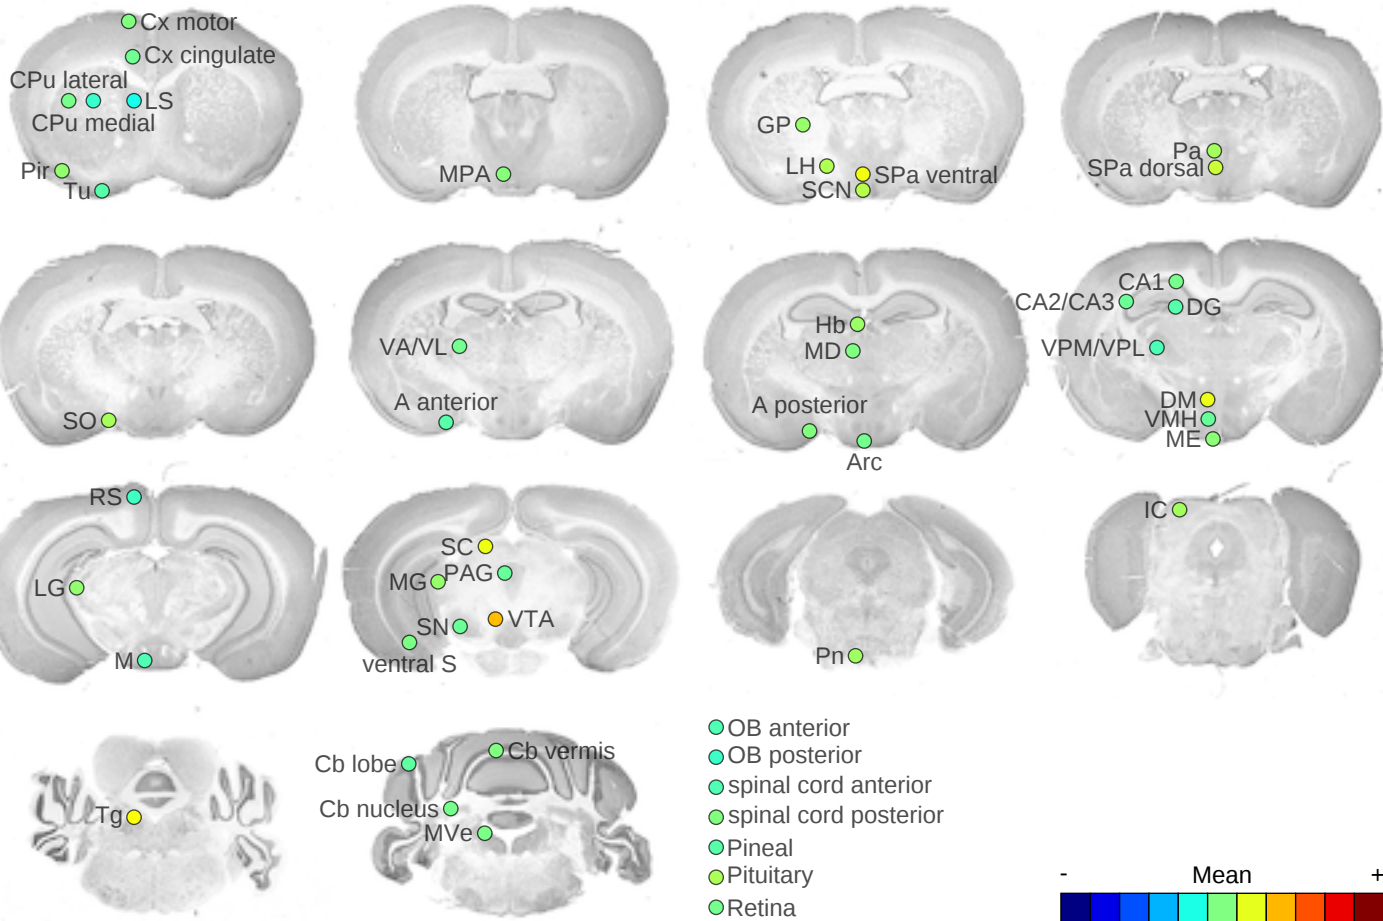 Cx motor
Cx cingulate
CPu lateral
LS
CPu medial
Pir
Tu
MPA
GP
LH
SPa ventral
SCN
Pa
SPa dorsal
SO
VA/VL
A anterior
Hb
MD
A posterior
Arc
CA1
CA2/CA3
DG
VPM/VPL
DM
VMH
ME
RS
LG
M
SC
PAG
MG
VTA
SN
ventral S
Pn
IC
Tg
Cb vermis
Cb lobe
Cb nucleus
MVe
OB anterior
OB posterior
spinal cord anterior
spinal cord posterior
Pineal
Pituitary
Retina
- Mean +